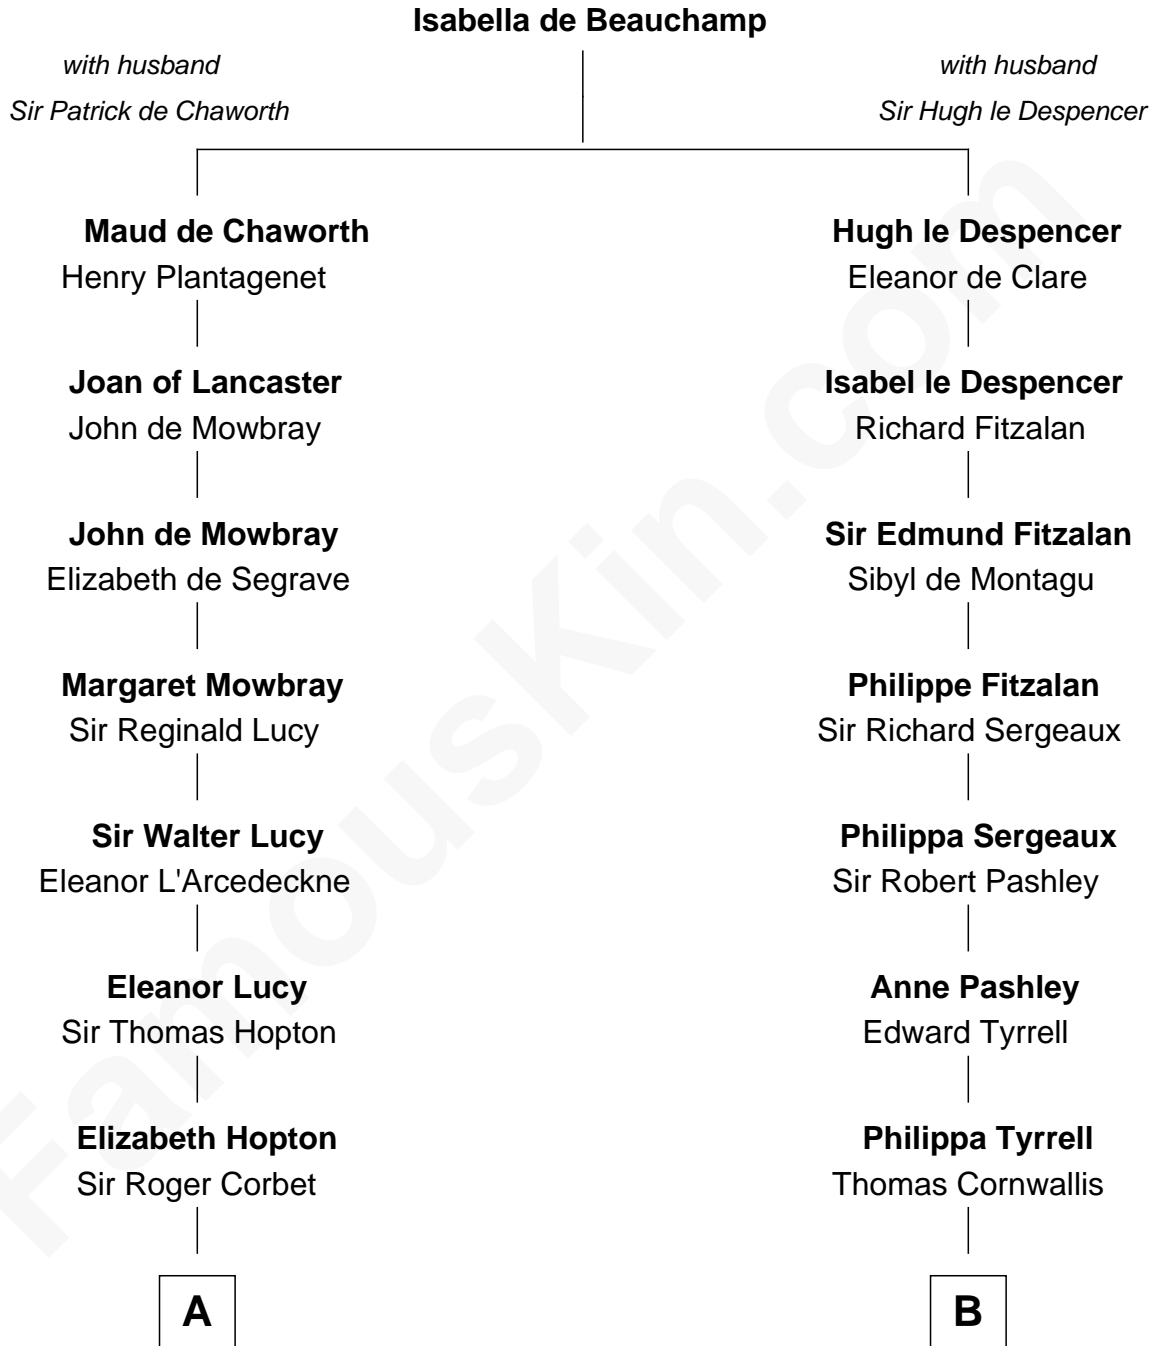 Isabella de Beauchamp
with husband
Sir Patrick de Chaworth
with husband
Sir Hugh le Despencer
Maud de Chaworth
Henry Plantagenet
Hugh le Despencer
Eleanor de Clare
Joan of Lancaster
John de Mowbray
Isabel le Despencer
Richard Fitzalan
John de Mowbray
Elizabeth de Segrave
Sir Edmund Fitzalan
Sibyl de Montagu
Margaret Mowbray
Sir Reginald Lucy
Philippe Fitzalan
Sir Richard Sergeaux
Sir Walter Lucy
Eleanor L'Arcedeckne
Philippa Sergeaux
Sir Robert Pashley
Eleanor Lucy
Sir Thomas Hopton
Anne Pashley
Edward Tyrrell
Elizabeth Hopton
Sir Roger Corbet
Philippa Tyrrell
Thomas Cornwallis
A
B
FamousKin.com